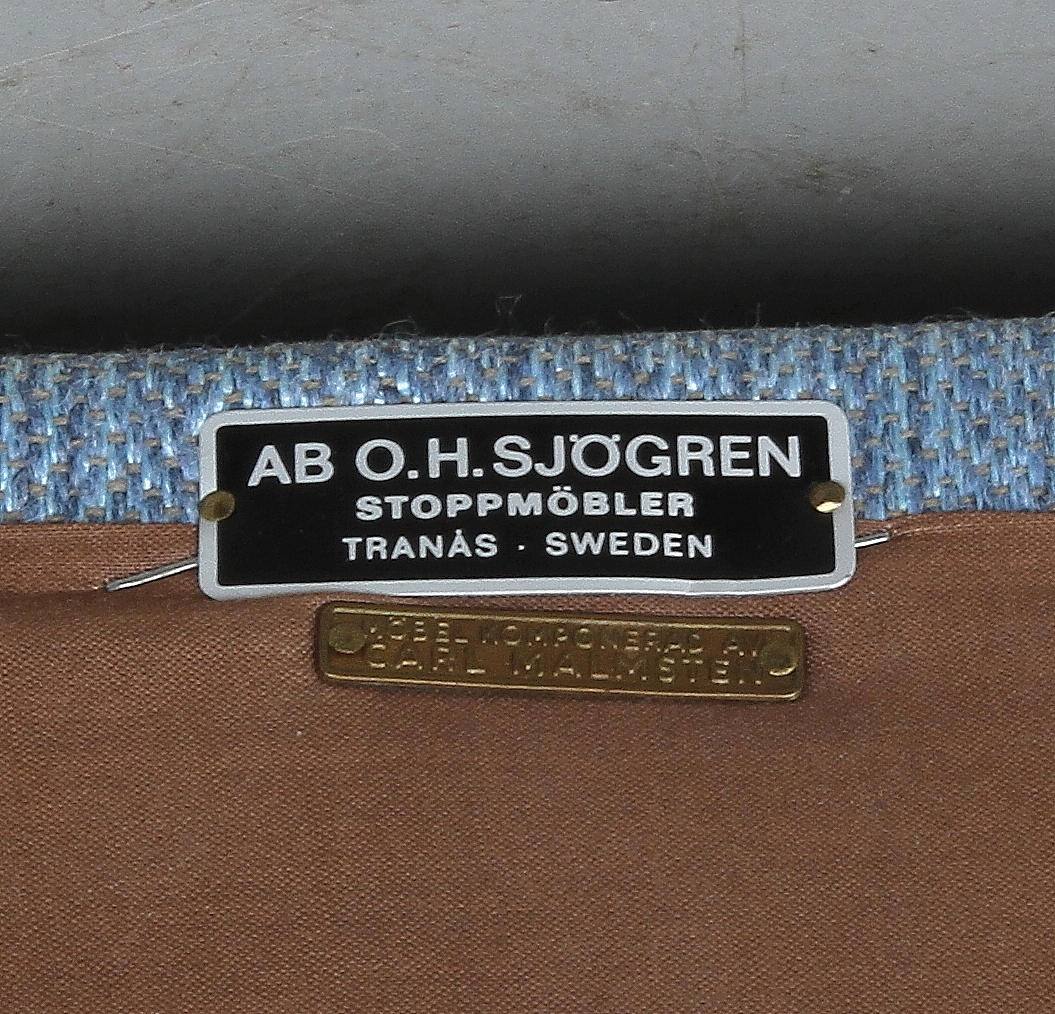 AB O.H. SJÖGREN
STOPPMÖBLER
TRANÅS · SWEDEN
MÖBEL KOMPONERAD AV
CARL MALMSTEN